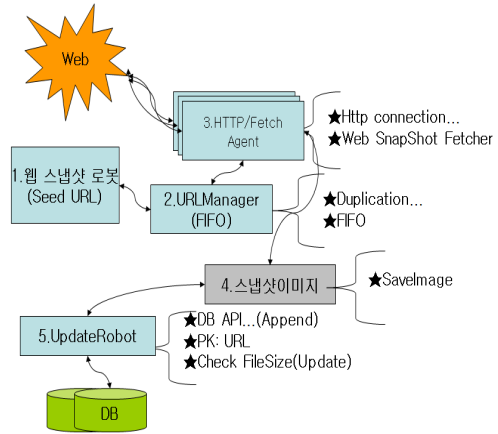 Web
3.HTTP/Fetch
Agent
★Http connection...
★Web SnapShot Fetcher
1.웹 스냅샷 로봇
(Seed URL)
2.URLManager
(FIFO)
★Duplication...
★FIFO
4.스냅샷이미지
★SaveImage
5.UpdateRobot
★DB API...(Append)
★PK: URL
★Check FileSize(Update)
DB